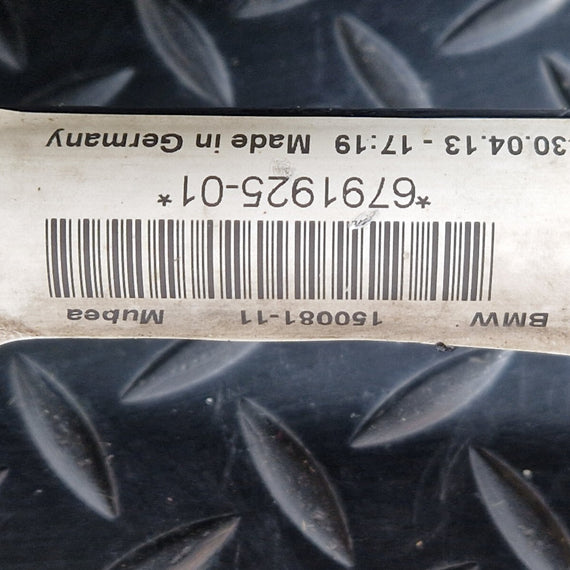 BMW 150081-11 Mubea
*6791925-01*
30.04.13 - 17:19 Made in Germany